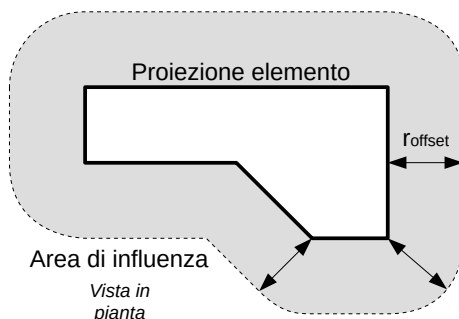 Proiezione elemento
roffset
Area di influenza
Vista in
pianta